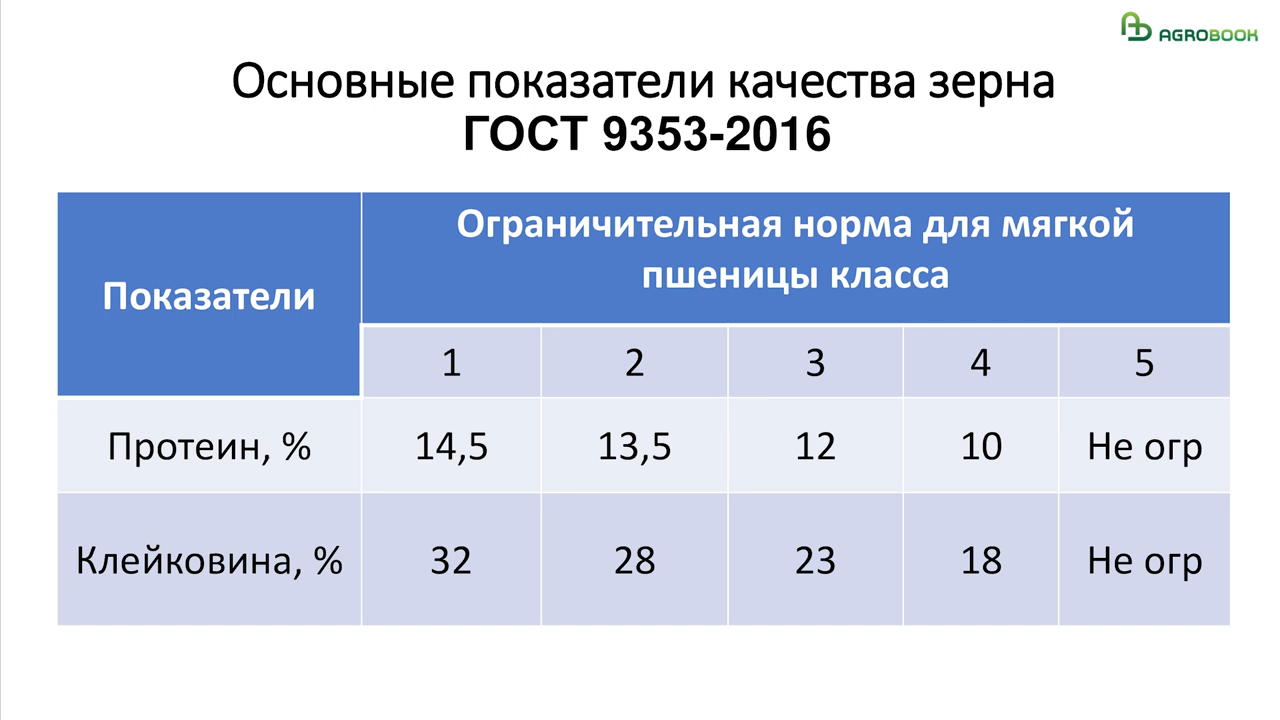 AGROBOOK
Основные показатели качества зерна
ГОСТ 9353-2016
Показатели
Ограничительная норма для мягкой
пшеницы класса
1 2 3 4 5
Протеин, % 14,5 13,5 12 10 Не огр
Клейковина, % 32 28 23 18 Не огр